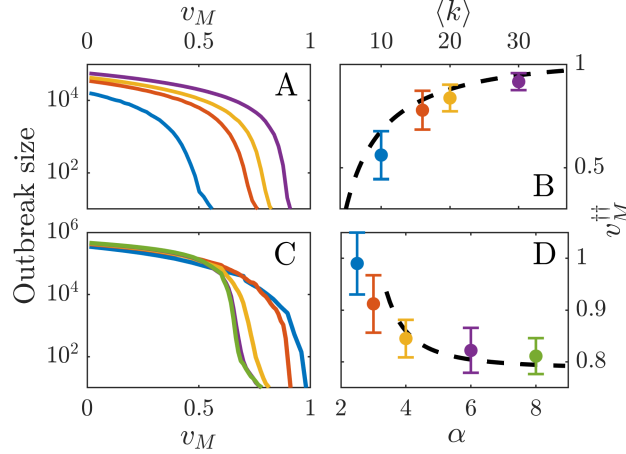 v_M
⟨k⟩
0 0.5 1
10 20 30
Outbreak size
10^4
10^2
A
B
1
0.5
v_M^‡‡
10^6
10^4
10^2
C
D
1
0.9
0.8
0 0.5 1
2 4 6 8
v_M
α